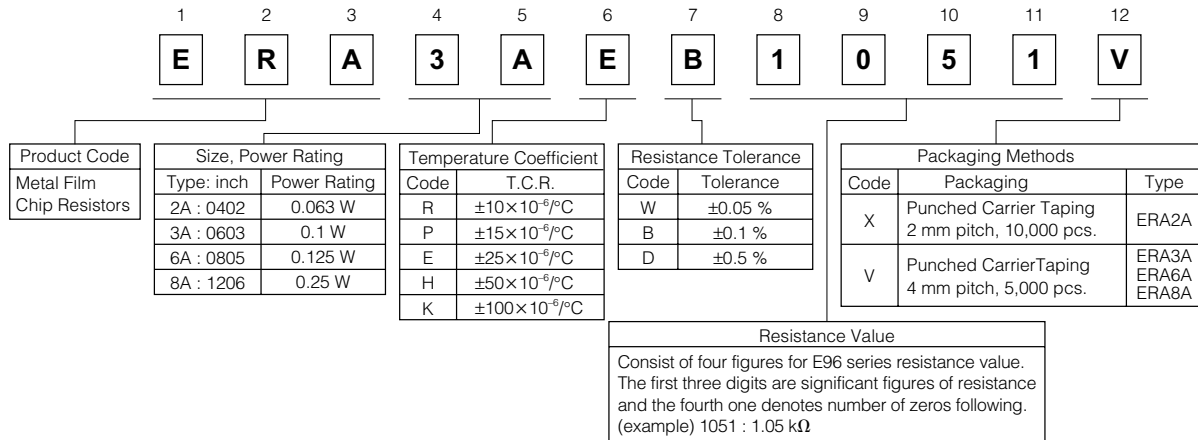 1 2 3 4 5 6 7 8 9 10 11 12
E R A 3 A E B 1 0 5 1 V
Product Code
Metal Film
Chip Resistors
Size, Power Rating
Type: inch Power Rating
2A : 0402 0.063 W
3A : 0603 0.1 W
6A : 0805 0.125 W
8A : 1206 0.25 W
Temperature Coefficient
Code T.C.R.
R ±10×10⁻⁶/°C
P ±15×10⁻⁶/°C
E ±25×10⁻⁶/°C
H ±50×10⁻⁶/°C
K ±100×10⁻⁶/°C
Resistance Tolerance
Code Tolerance
W ±0.05 %
B ±0.1 %
D ±0.5 %
Packaging Methods
Code Packaging Type
X Punched Carrier Taping
2 mm pitch, 10,000 pcs. ERA2A
V Punched CarrierTaping
4 mm pitch, 5,000 pcs.
ERA3A
ERA6A
ERA8A
Resistance Value
Consist of four figures for E96 series resistance value.
The first three digits are significant figures of resistance
and the fourth one denotes number of zeros following.
(example) 1051 : 1.05 kΩ